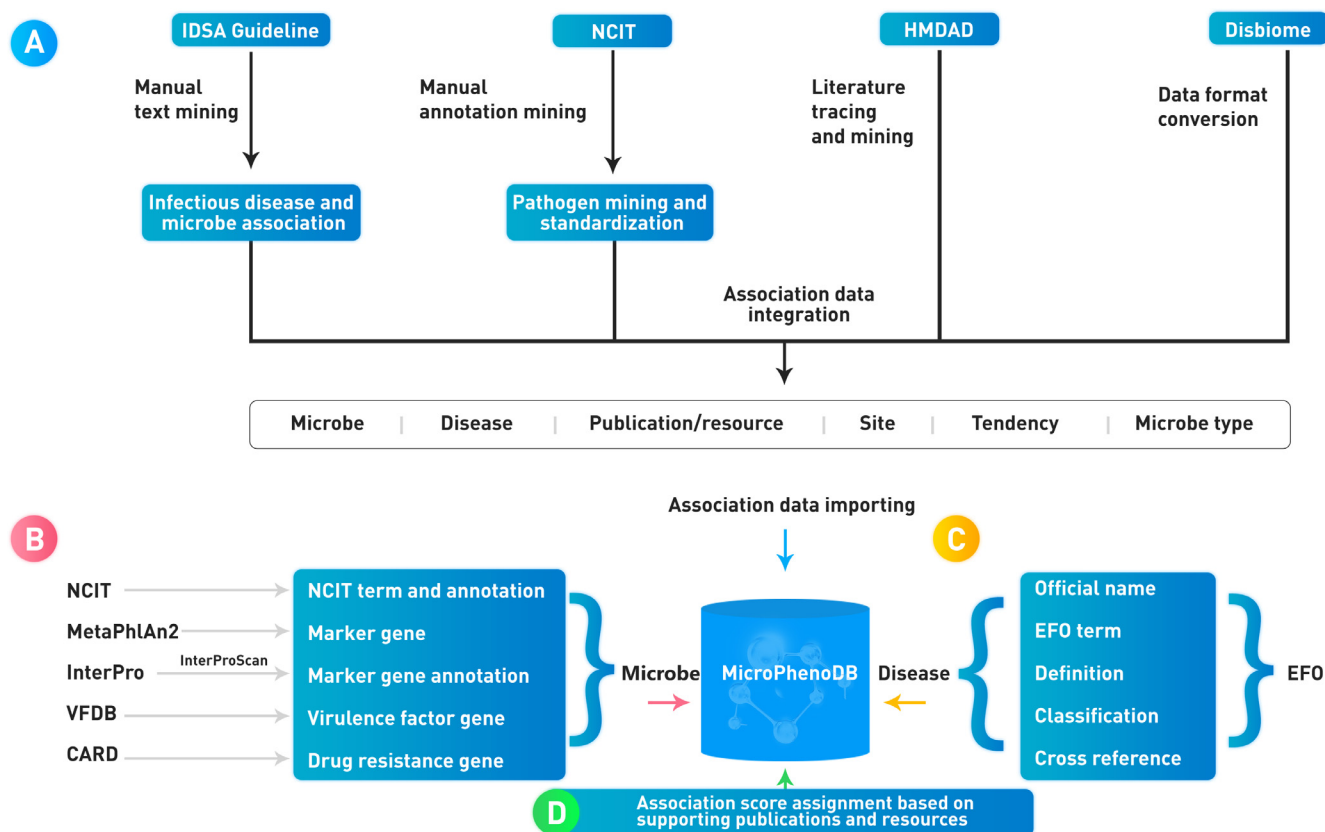 A
IDSA Guideline
NCIT
HMDAD
Disbiome
Manual
text mining
Manual
annotation mining
Literature
tracing
and mining
Data format
conversion
Infectious disease and
microbe association
Pathogen mining and
standardization
Association data
integration
Microbe | Disease | Publication/resource | Site | Tendency | Microbe type
Association data importing
B
NCIT
MetaPhlAn2
InterPro
InterProScan
VFDB
CARD
NCIT term and annotation
Marker gene
Marker gene annotation
Virulence factor gene
Drug resistance gene
Microbe
MicroPhenoDB
Disease
C
Official name
EFO term
Definition
Classification
Cross reference
EFO
D
Association score assignment based on
supporting publications and resources